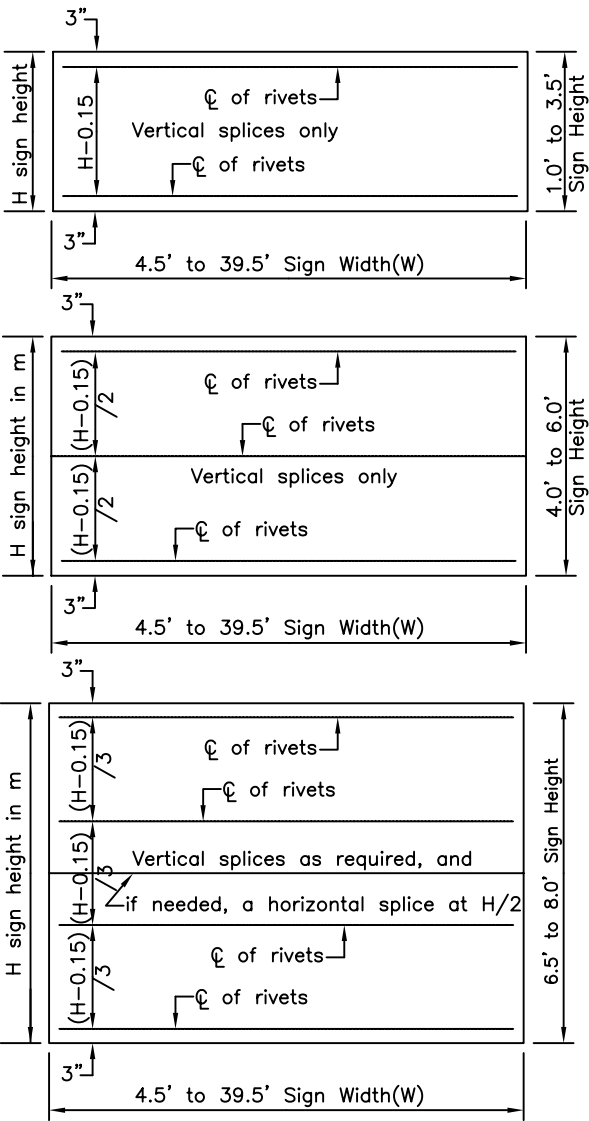 3"
H sign height
H-0.15
℄ of rivets
Vertical splices only
℄ of rivets
1.0' to 3.5'
Sign Height
3"
4.5' to 39.5' Sign Width(W)
3"
H sign height in m
(H-0.15)
/2
℄ of rivets
℄ of rivets
(H-0.15)
/2
Vertical splices only
℄ of rivets
4.0' to 6.0'
Sign Height
3"
4.5' to 39.5' Sign Width(W)
3"
H sign height in m
(H-0.15)
/3
℄ of rivets
℄ of rivets
(H-0.15)
/3
Vertical splices as required, and
if needed, a horizontal splice at H/2
(H-0.15)
/3
℄ of rivets
℄ of rivets
6.5' to 8.0' Sign Height
3"
4.5' to 39.5' Sign Width(W)